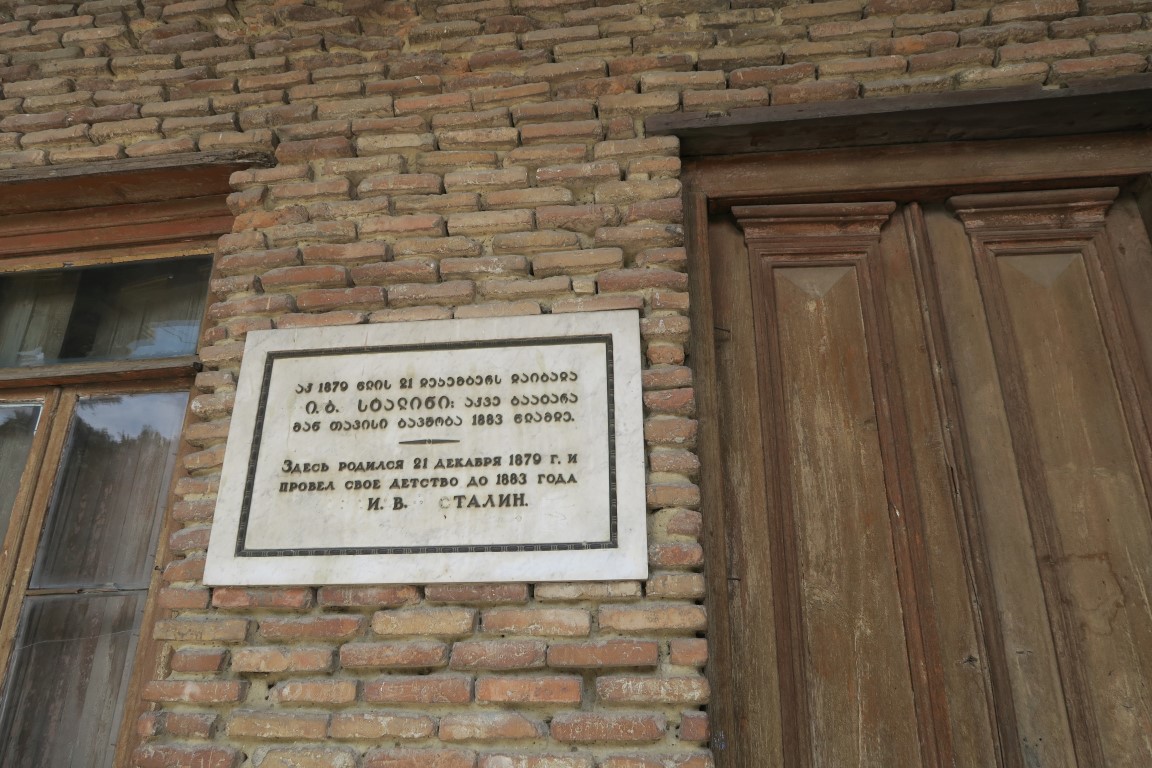 აქ 1879 წლის 21 დეკემბერს დაიბადა
ი. ბ. სტალინი; აქვე გაატარა
მან თავისი ბავშობა 1883 წლამდე.
Здесь родился 21 декабря 1879 г. и
провел свое детство до 1883 года
И. В. Сталин.